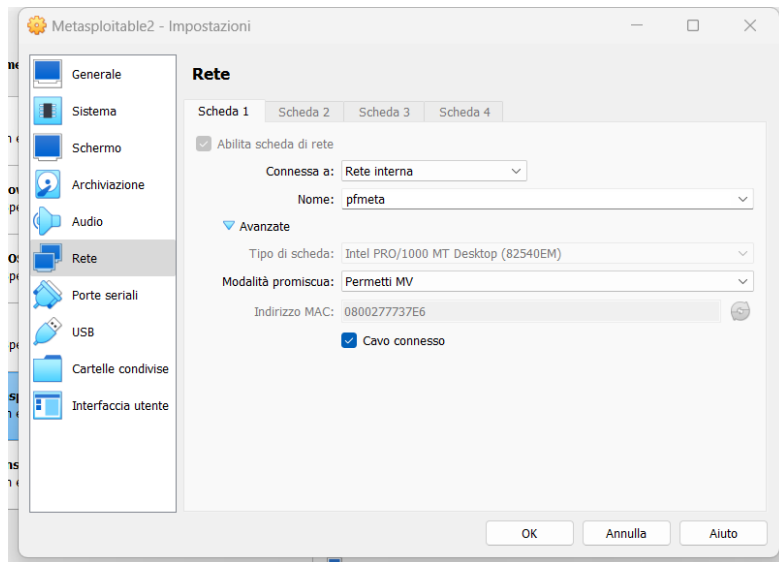 Metasploitable2 - Impostazioni
Generale
Sistema
Schermo
Archiviazione
Audio
Rete
Porte seriali
USB
Cartelle condivise
Interfaccia utente
Rete
Scheda 1 Scheda 2 Scheda 3 Scheda 4
Abilita scheda di rete
Connessa a: Rete interna
Nome: pfmeta
Avanzate
Tipo di scheda: Intel PRO/1000 MT Desktop (82540EM)
Modalità promiscua: Permetti MV
Indirizzo MAC: 0800277737E6
Cavo connesso
OK Annulla Aiuto